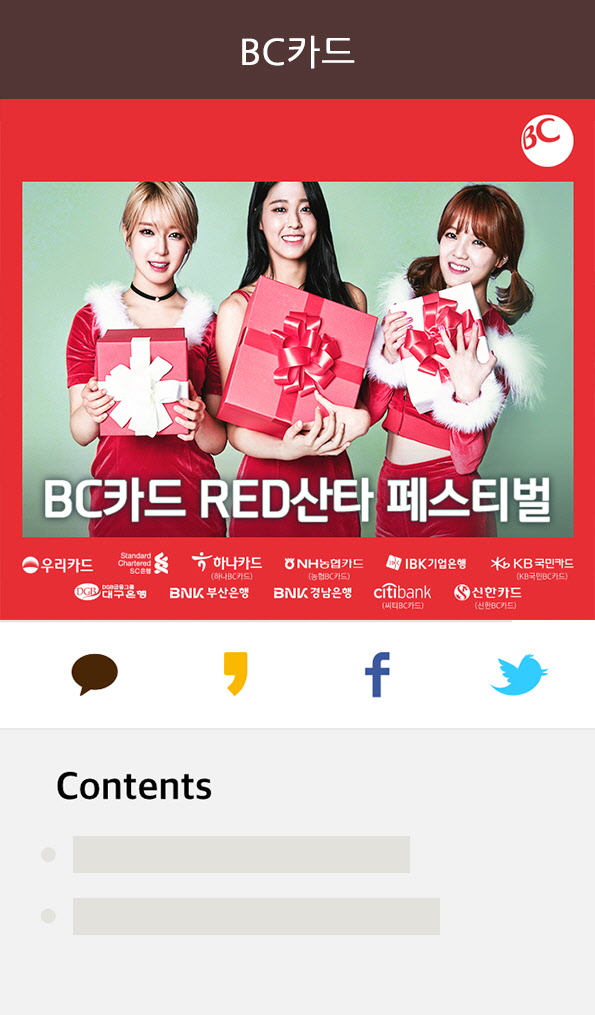 BC카드
BC
BC카드 RED산타 페스티벌
우리카드 Standard Chartered SC은행 하나카드 (하나BC카드) NH농협카드 (농협BC카드) IBK기업은행 KB국민카드 (KB국민BC카드)
DGB DGB금융그룹 대구은행 BNK 부산은행 BNK 경남은행 citibank (씨티BC카드) 신한카드 (신한BC카드)
Contents